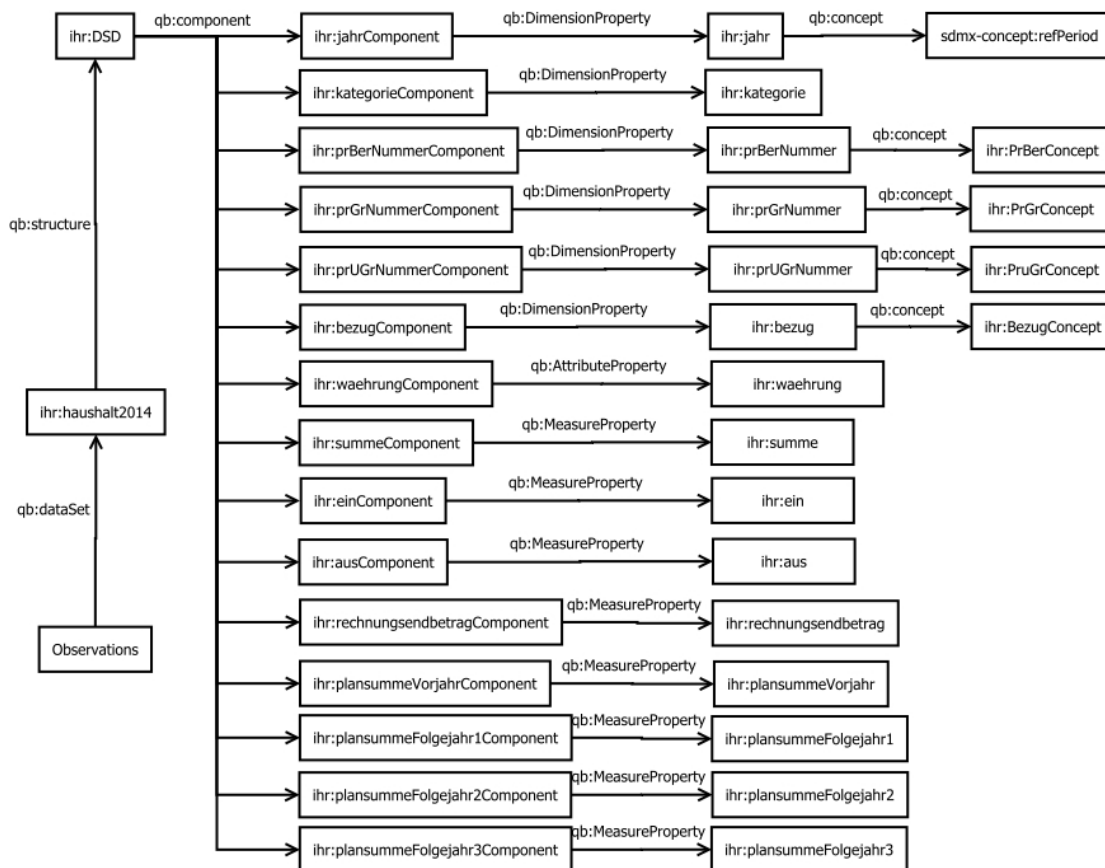 ihr:DSD
qb:component
ihr:jahrComponent
qb:DimensionProperty
ihr:jahr
qb:concept
sdmx-concept:refPeriod
ihr:kategorieComponent
qb:DimensionProperty
ihr:kategorie
ihr:prBerNummerComponent
qb:DimensionProperty
ihr:prBerNummer
qb:concept
ihr:PrBerConcept
ihr:prGrNummerComponent
qb:DimensionProperty
ihr:prGrNummer
qb:concept
ihr:PrGrConcept
qb:structure
ihr:prUGrNummerComponent
qb:DimensionProperty
ihr:prUGrNummer
qb:concept
ihr:PruGrConcept
ihr:bezugComponent
qb:DimensionProperty
ihr:bezug
qb:concept
ihr:BezugConcept
ihr:waehrungComponent
qb:AttributeProperty
ihr:waehrung
ihr:haushalt2014
ihr:summeComponent
qb:MeasureProperty
ihr:summe
ihr:einComponent
qb:MeasureProperty
ihr:ein
qb:dataSet
ihr:ausComponent
qb:MeasureProperty
ihr:aus
ihr:rechnungsendbetragComponent
qb:MeasureProperty
ihr:rechnungsendbetrag
Observations
ihr:plansummeVorjahrComponent
qb:MeasureProperty
ihr:plansummeVorjahr
ihr:plansummeFolgejahr1Component
qb:MeasureProperty
ihr:plansummeFolgejahr1
ihr:plansummeFolgejahr2Component
qb:MeasureProperty
ihr:plansummeFolgejahr2
ihr:plansummeFolgejahr3Component
qb:MeasureProperty
ihr:plansummeFolgejahr3